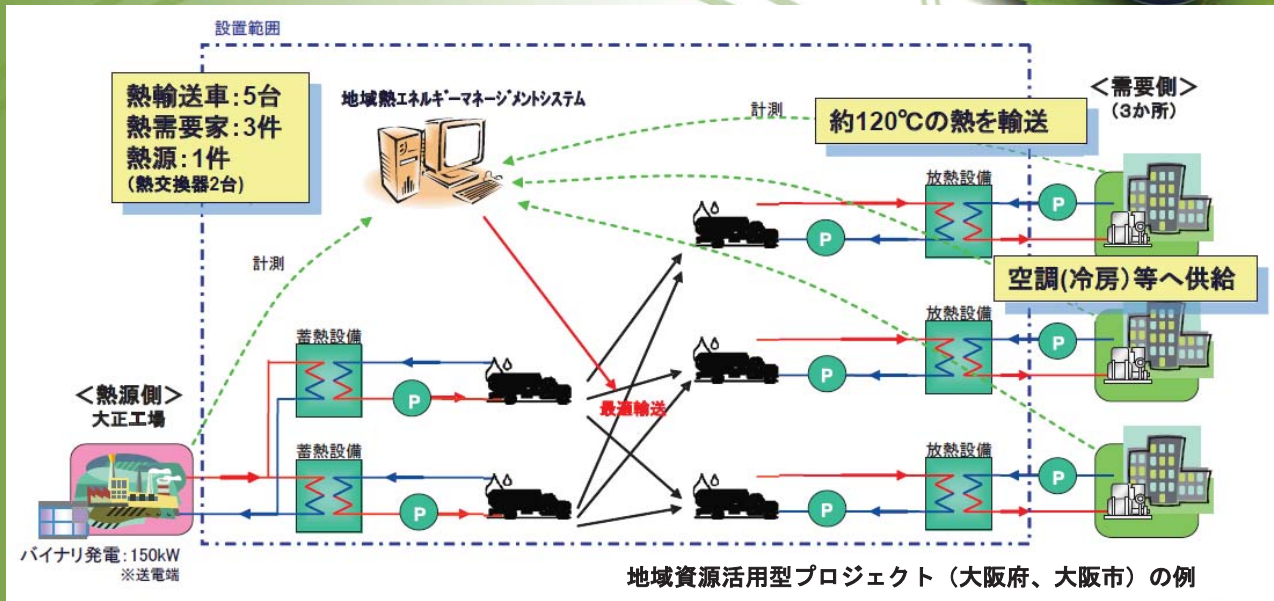 設置範囲
熱輸送車:5台
熱需要家:3件
熱源:1件
(熱交換器2台)
地域熱エネルギーマネージメントシステム
計測
約120℃の熱を輸送
<需要側>
(3か所)
放熱設備
P
P
計測
空調(冷房)等へ供給
蓄熱設備
放熱設備
P
P
P
最適輸送
<熱源側>
大正工場
蓄熱設備
放熱設備
P
P
P
バイナリ発電:150kW
※送電端
地域資源活用型プロジェクト(大阪府、大阪市)の例